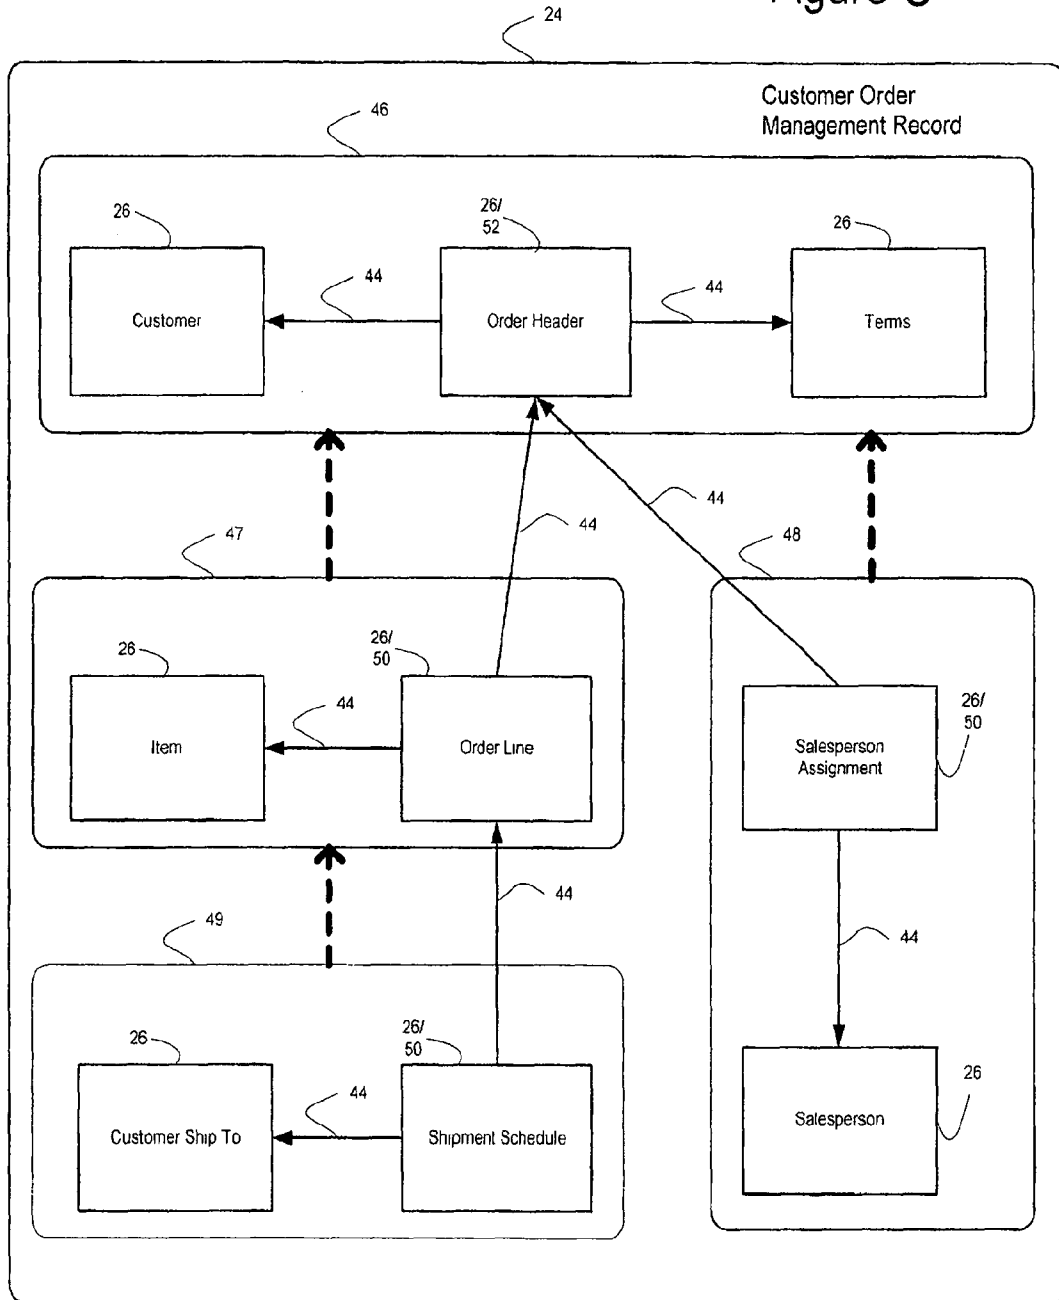 24
Customer Order
Management Record
46
26
26/
52
26
44
44
Customer
Order Header
Terms
44
44
47
48
26
26/
50
26/
50
44
Item
Order Line
Salesperson
Assignment
44
49
44
26
26/
50
26
44
Customer Ship To
Shipment Schedule
Salesperson